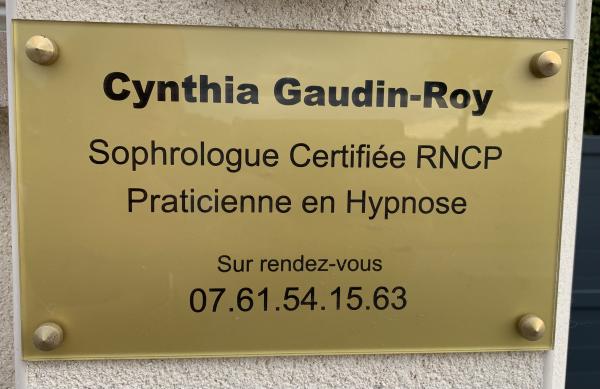 Cynthia Gaudin-Roy
Sophrologue Certifiée RNCP
Praticienne en Hypnose
Sur rendez-vous
07.61.54.15.63